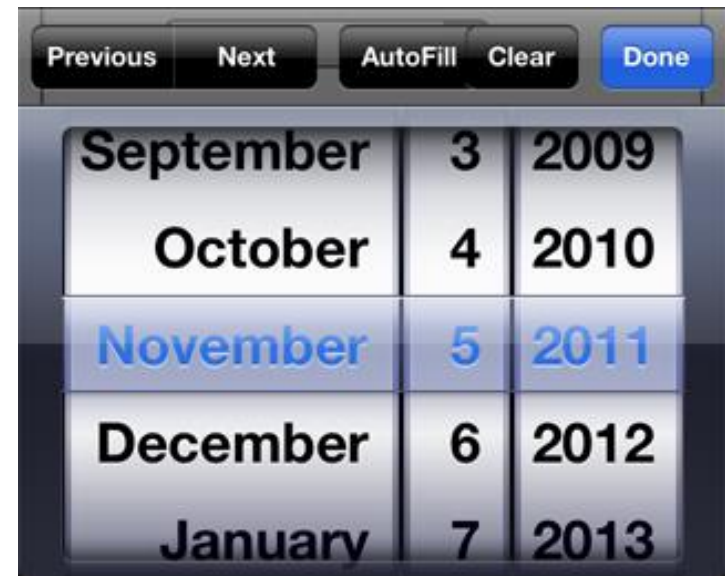 Previous Next AutoFill Clear Done
September 3 2009
October 4 2010
November 5 2011
December 6 2012
January 7 2013